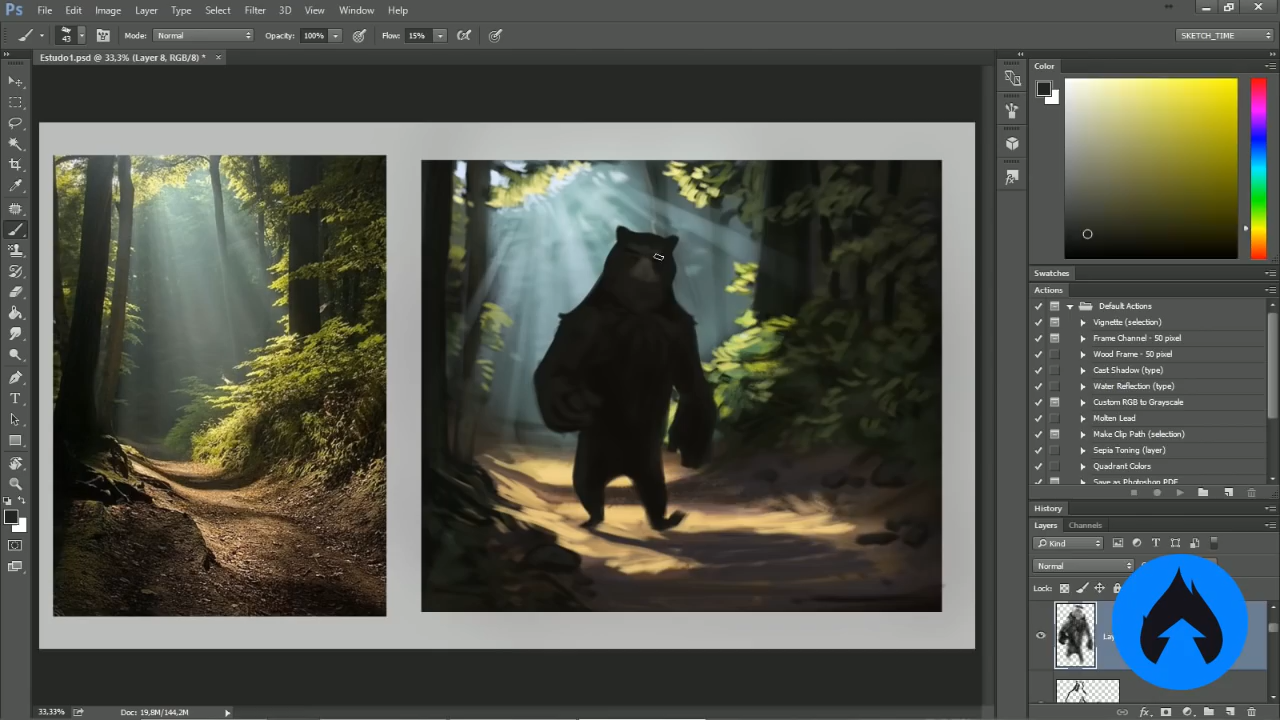 Ps File Edit Image Layer Type Select Filter 3D View Window Help
43 Mode: Normal Opacity: 100% Flow: 15% SKETCH_TIME
Estudo1.psd @ 33,3% (Layer 8, RGB/8) *
Color
Swatches
Actions
Default Actions
Vignette (selection)
Frame Channel - 50 pixel
Wood Frame - 50 pixel
Cast Shadow (type)
Water Reflection (type)
Custom RGB to Grayscale
Molten Lead
Make Clip Path (selection)
Sepia Toning (layer)
Quadrant Colors
Save as Photoshop PDF
History
Layers Channels
Kind
Normal
Lock:
33,33% Doc: 19,8M/144,2M